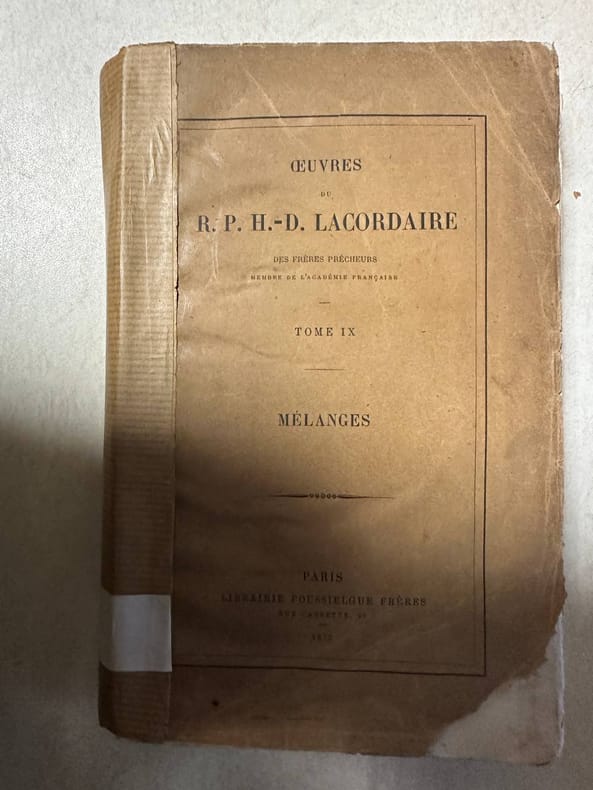 ŒUVRES
DU
R. P. H.-D. LACORDAIRE
DES FRÈRES PRÊCHEURS
MEMBRE DE L'ACADÉMIE FRANÇAISE
TOME IX
MÉLANGES
PARIS
LIBRAIRIE POUSSIELGUE FRÈRES
RUE CASSETTE,